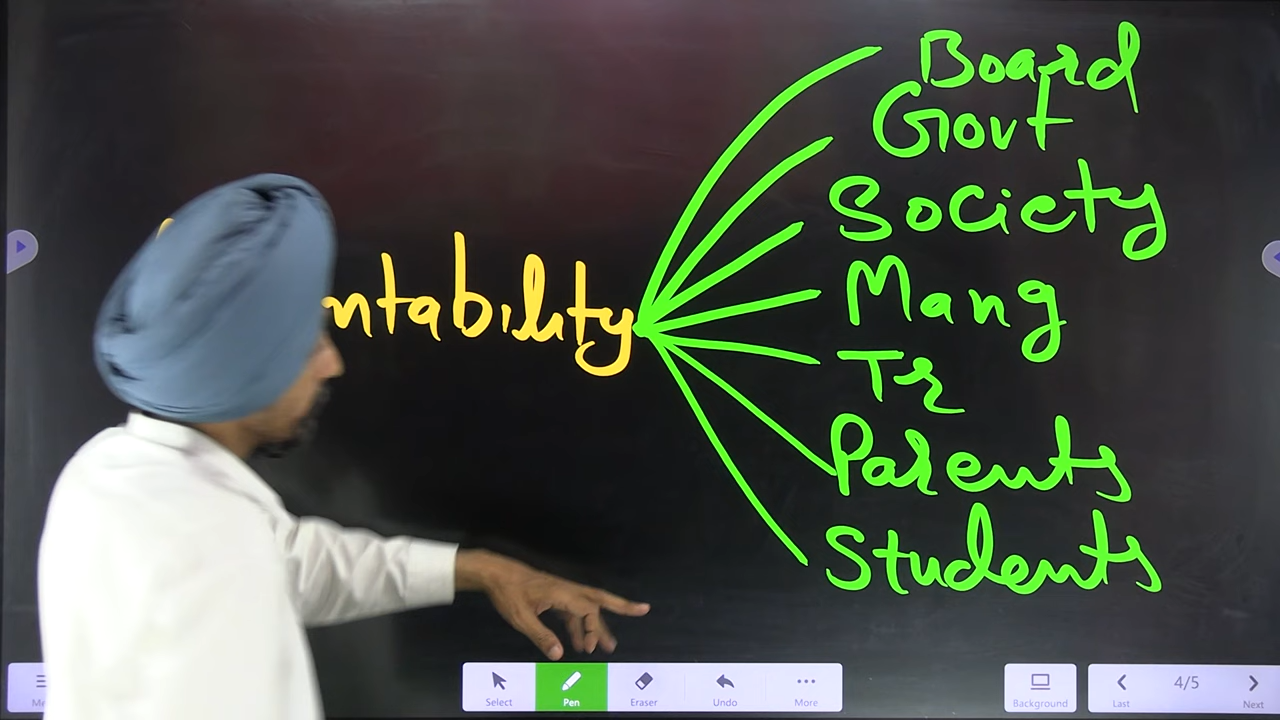 ntability
Board
Govt
Society
Mang
Tr
Parents
Students
Select
Pen
Eraser
Undo
More
Background
Last
4/5
Next